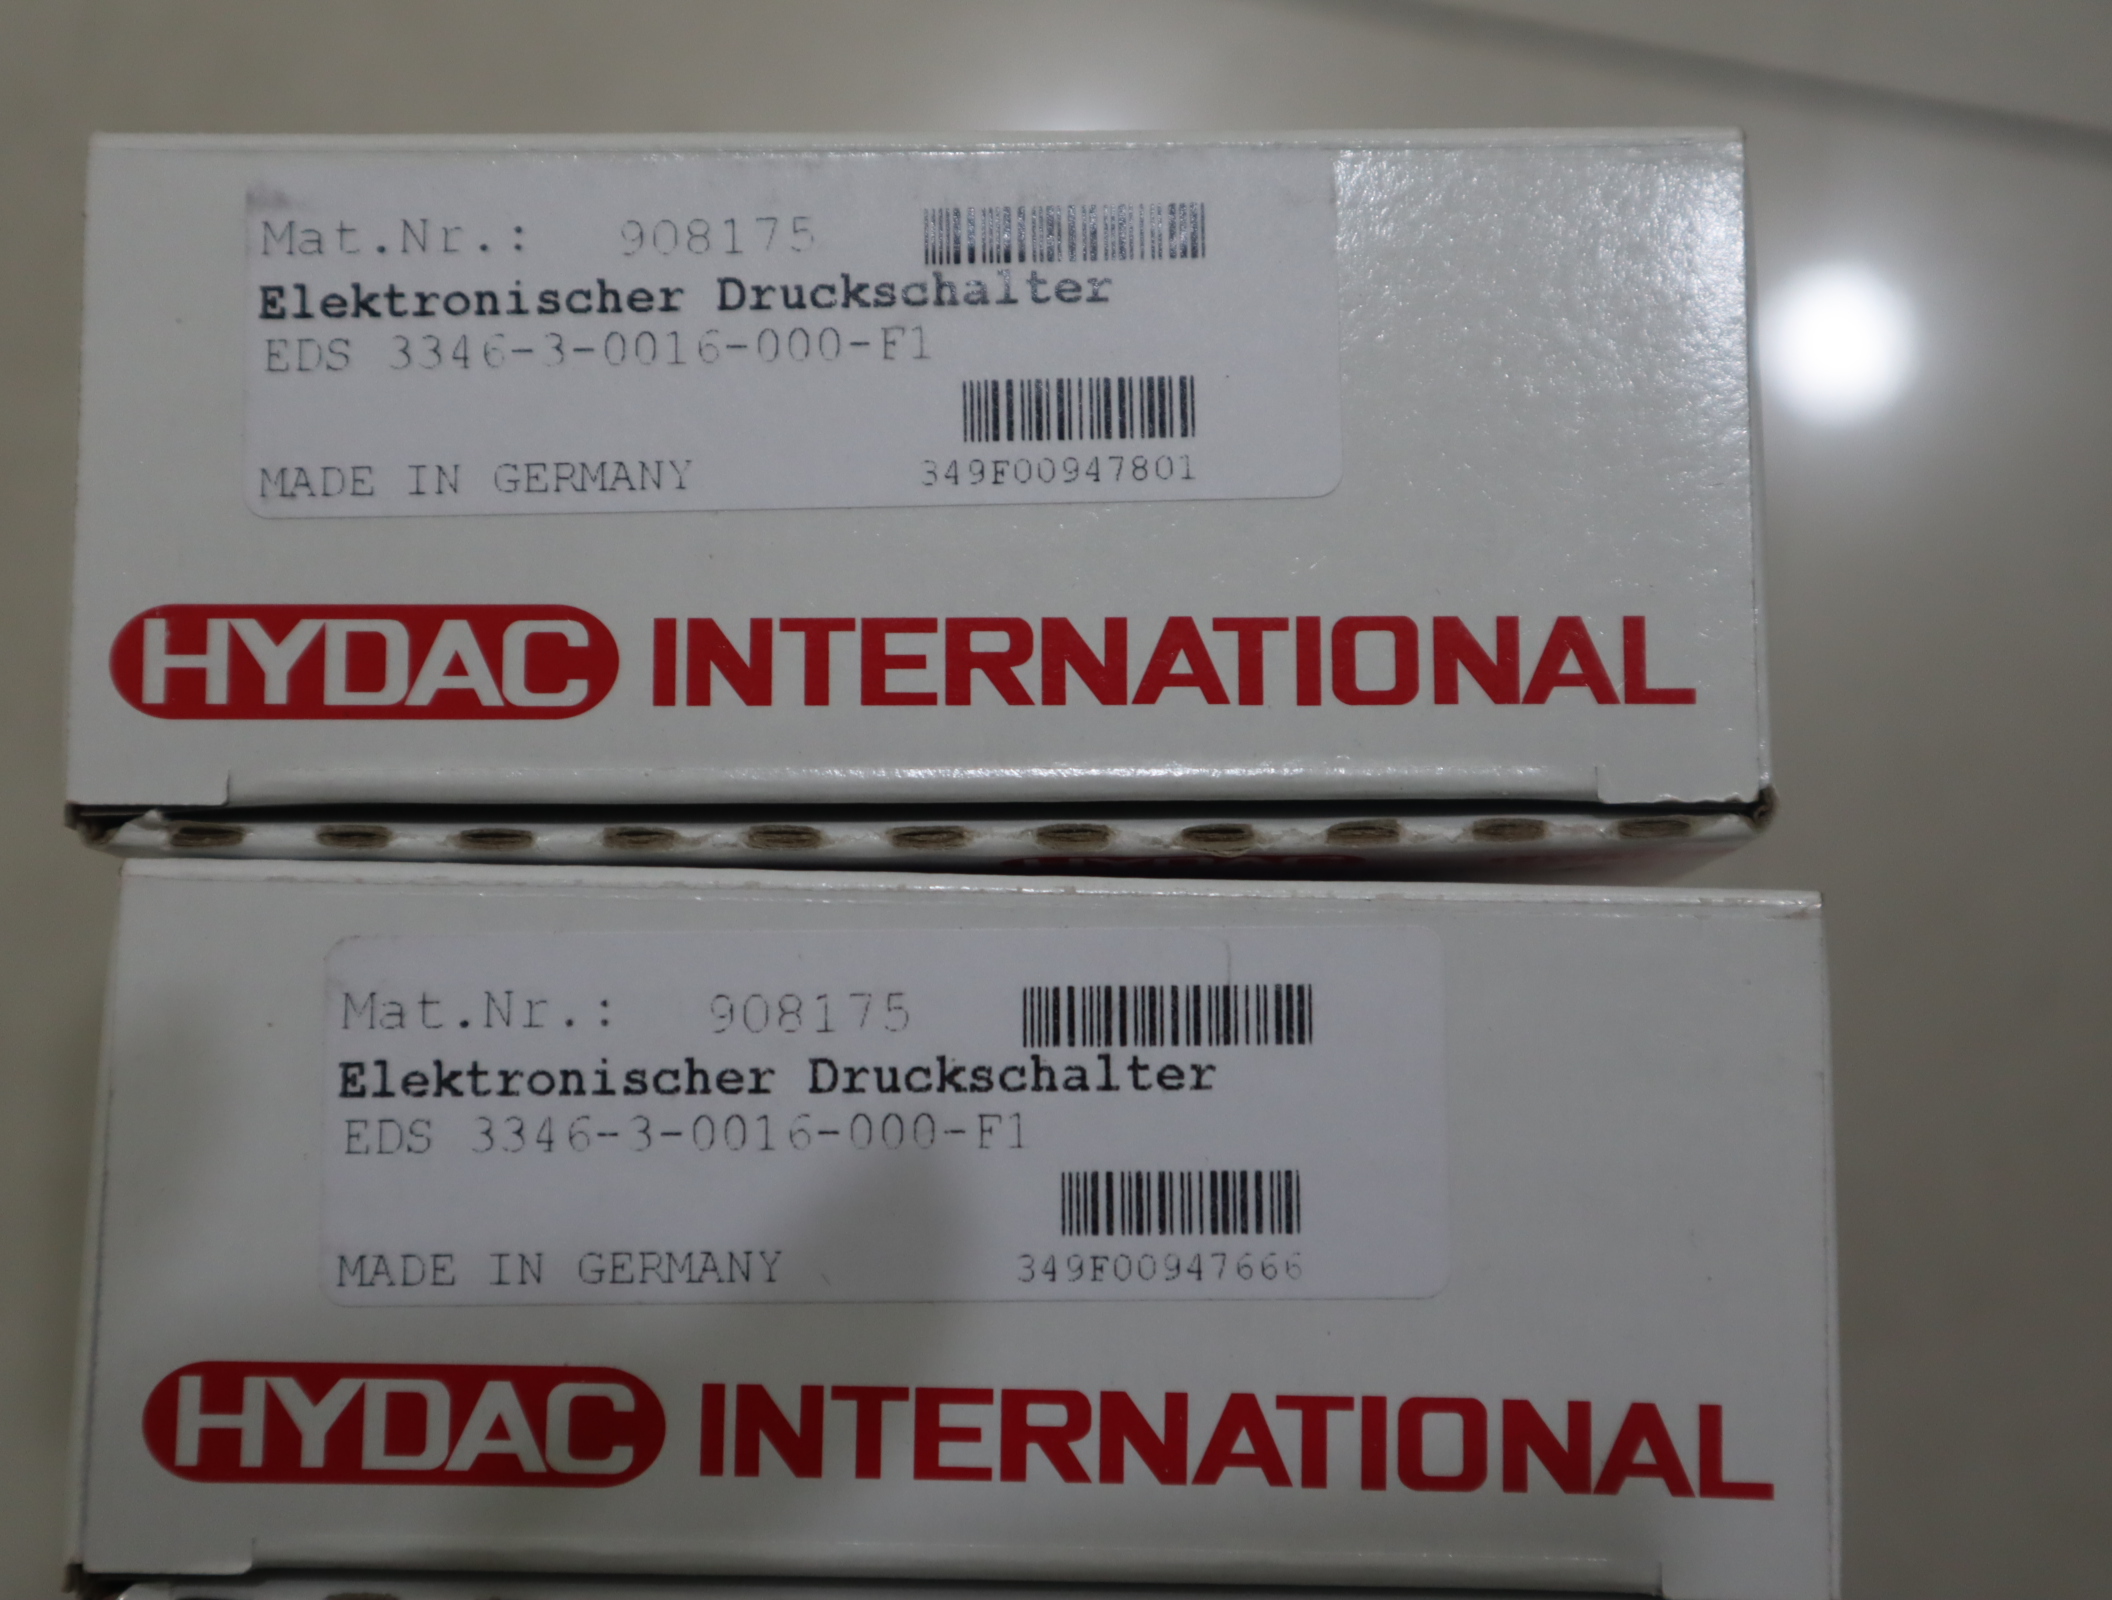 Mat.Nr.: 908175
Elektronischer Druckschalter
EDS 3346-3-0016-000-F1
MADE IN GERMANY 349F00947801
HYDAC INTERNATIONAL
HYDAC
Mat.Nr.: 908175
Elektronischer Druckschalter
EDS 3346-3-0016-000-F1
MADE IN GERMANY 349F00947666
HYDAC INTERNATIONAL